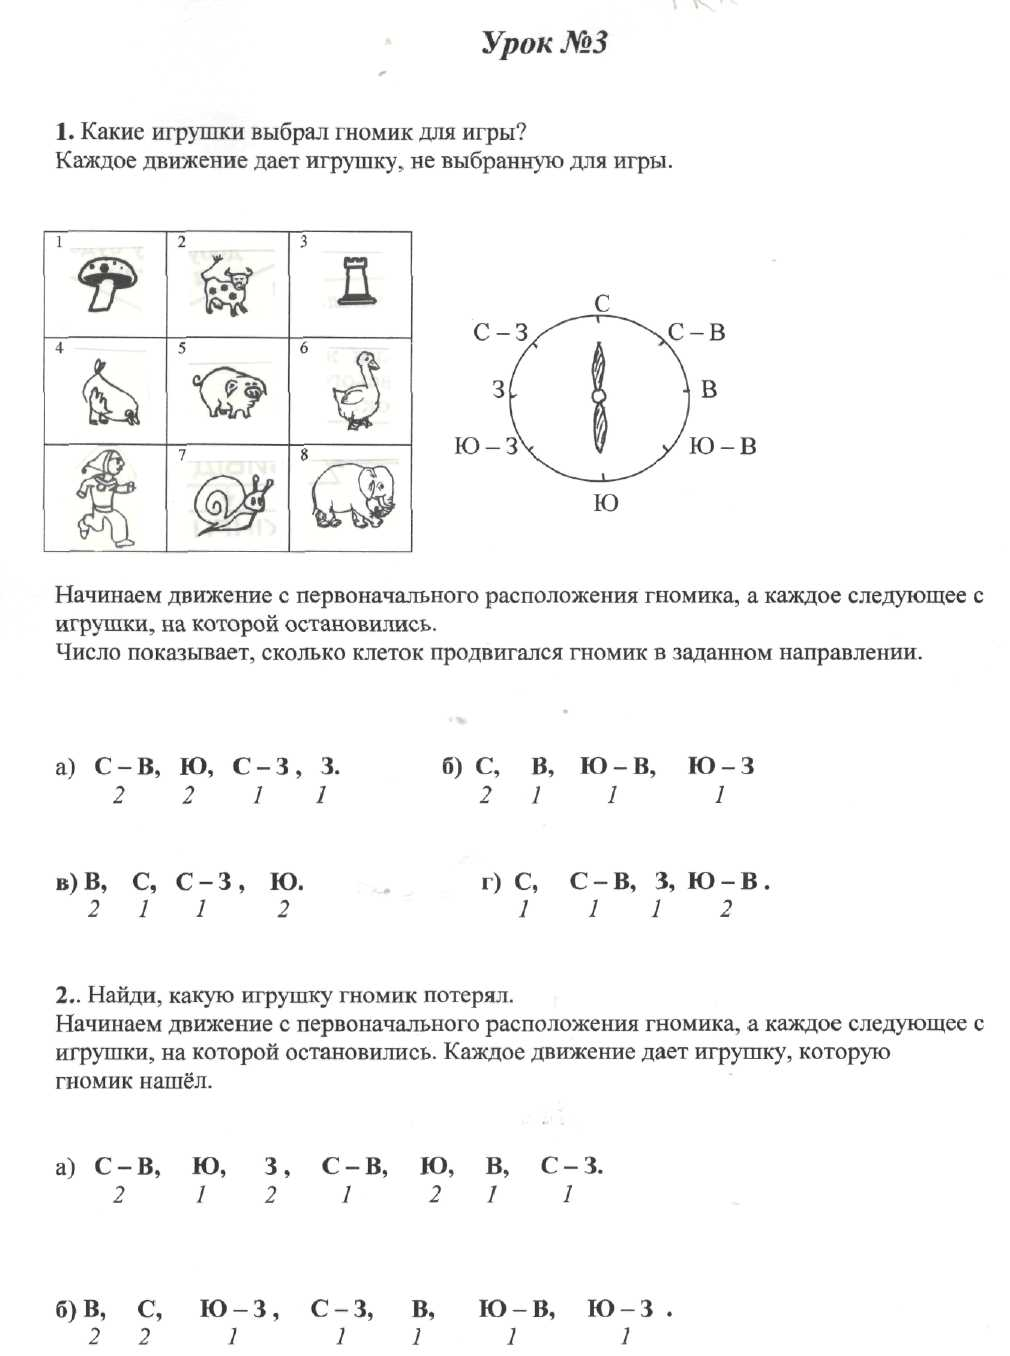 Урок №3
1. Какие игрушки выбрал гномик для игры?
Каждое движение дает игрушку, не выбранную для игры.
1 2 3
4 5 6
7 8
С
С – З С – В
З В
Ю – З Ю – В
Ю
Начинаем движение с первоначального расположения гномика, а каждое следующее с
игрушки, на которой остановились.
Число показывает, сколько клеток продвигался гномик в заданном направлении.
а) С – В, Ю, С – З , З. б) С, В, Ю – В, Ю – З
2 2 1 1 2 1 1 1
в) В, С, С – З , Ю. г) С, С – В, З, Ю – В .
2 1 1 2 1 1 1 2
2.. Найди, какую игрушку гномик потерял.
Начинаем движение с первоначального расположения гномика, а каждое следующее с
игрушки, на которой остановились. Каждое движение дает игрушку, которую
гномик нашёл.
а) С – В, Ю, З , С – В, Ю, В, С – З.
2 1 2 1 2 1 1
б) В, С, Ю – З , С – З, В, Ю – В, Ю – З .
2 2 1 1 1 1 1